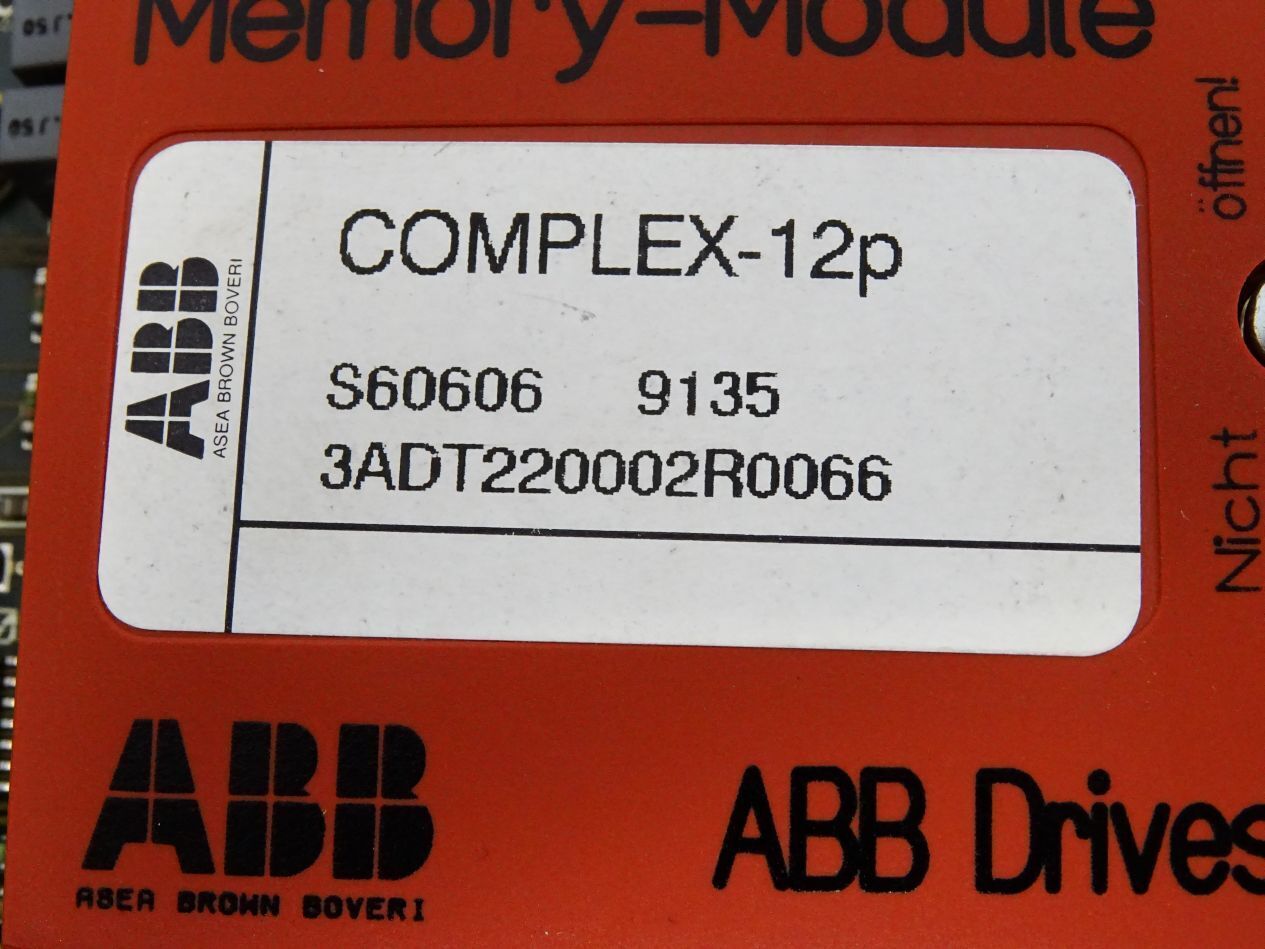 Memory-Module
öffnen!
Nicht
ABB
ASEA BROWN BOVERI
COMPLEX-12p
S60606 9135
3ADT220002R0066
ABB
ASEA BROWN BOVERI
ABB Drives